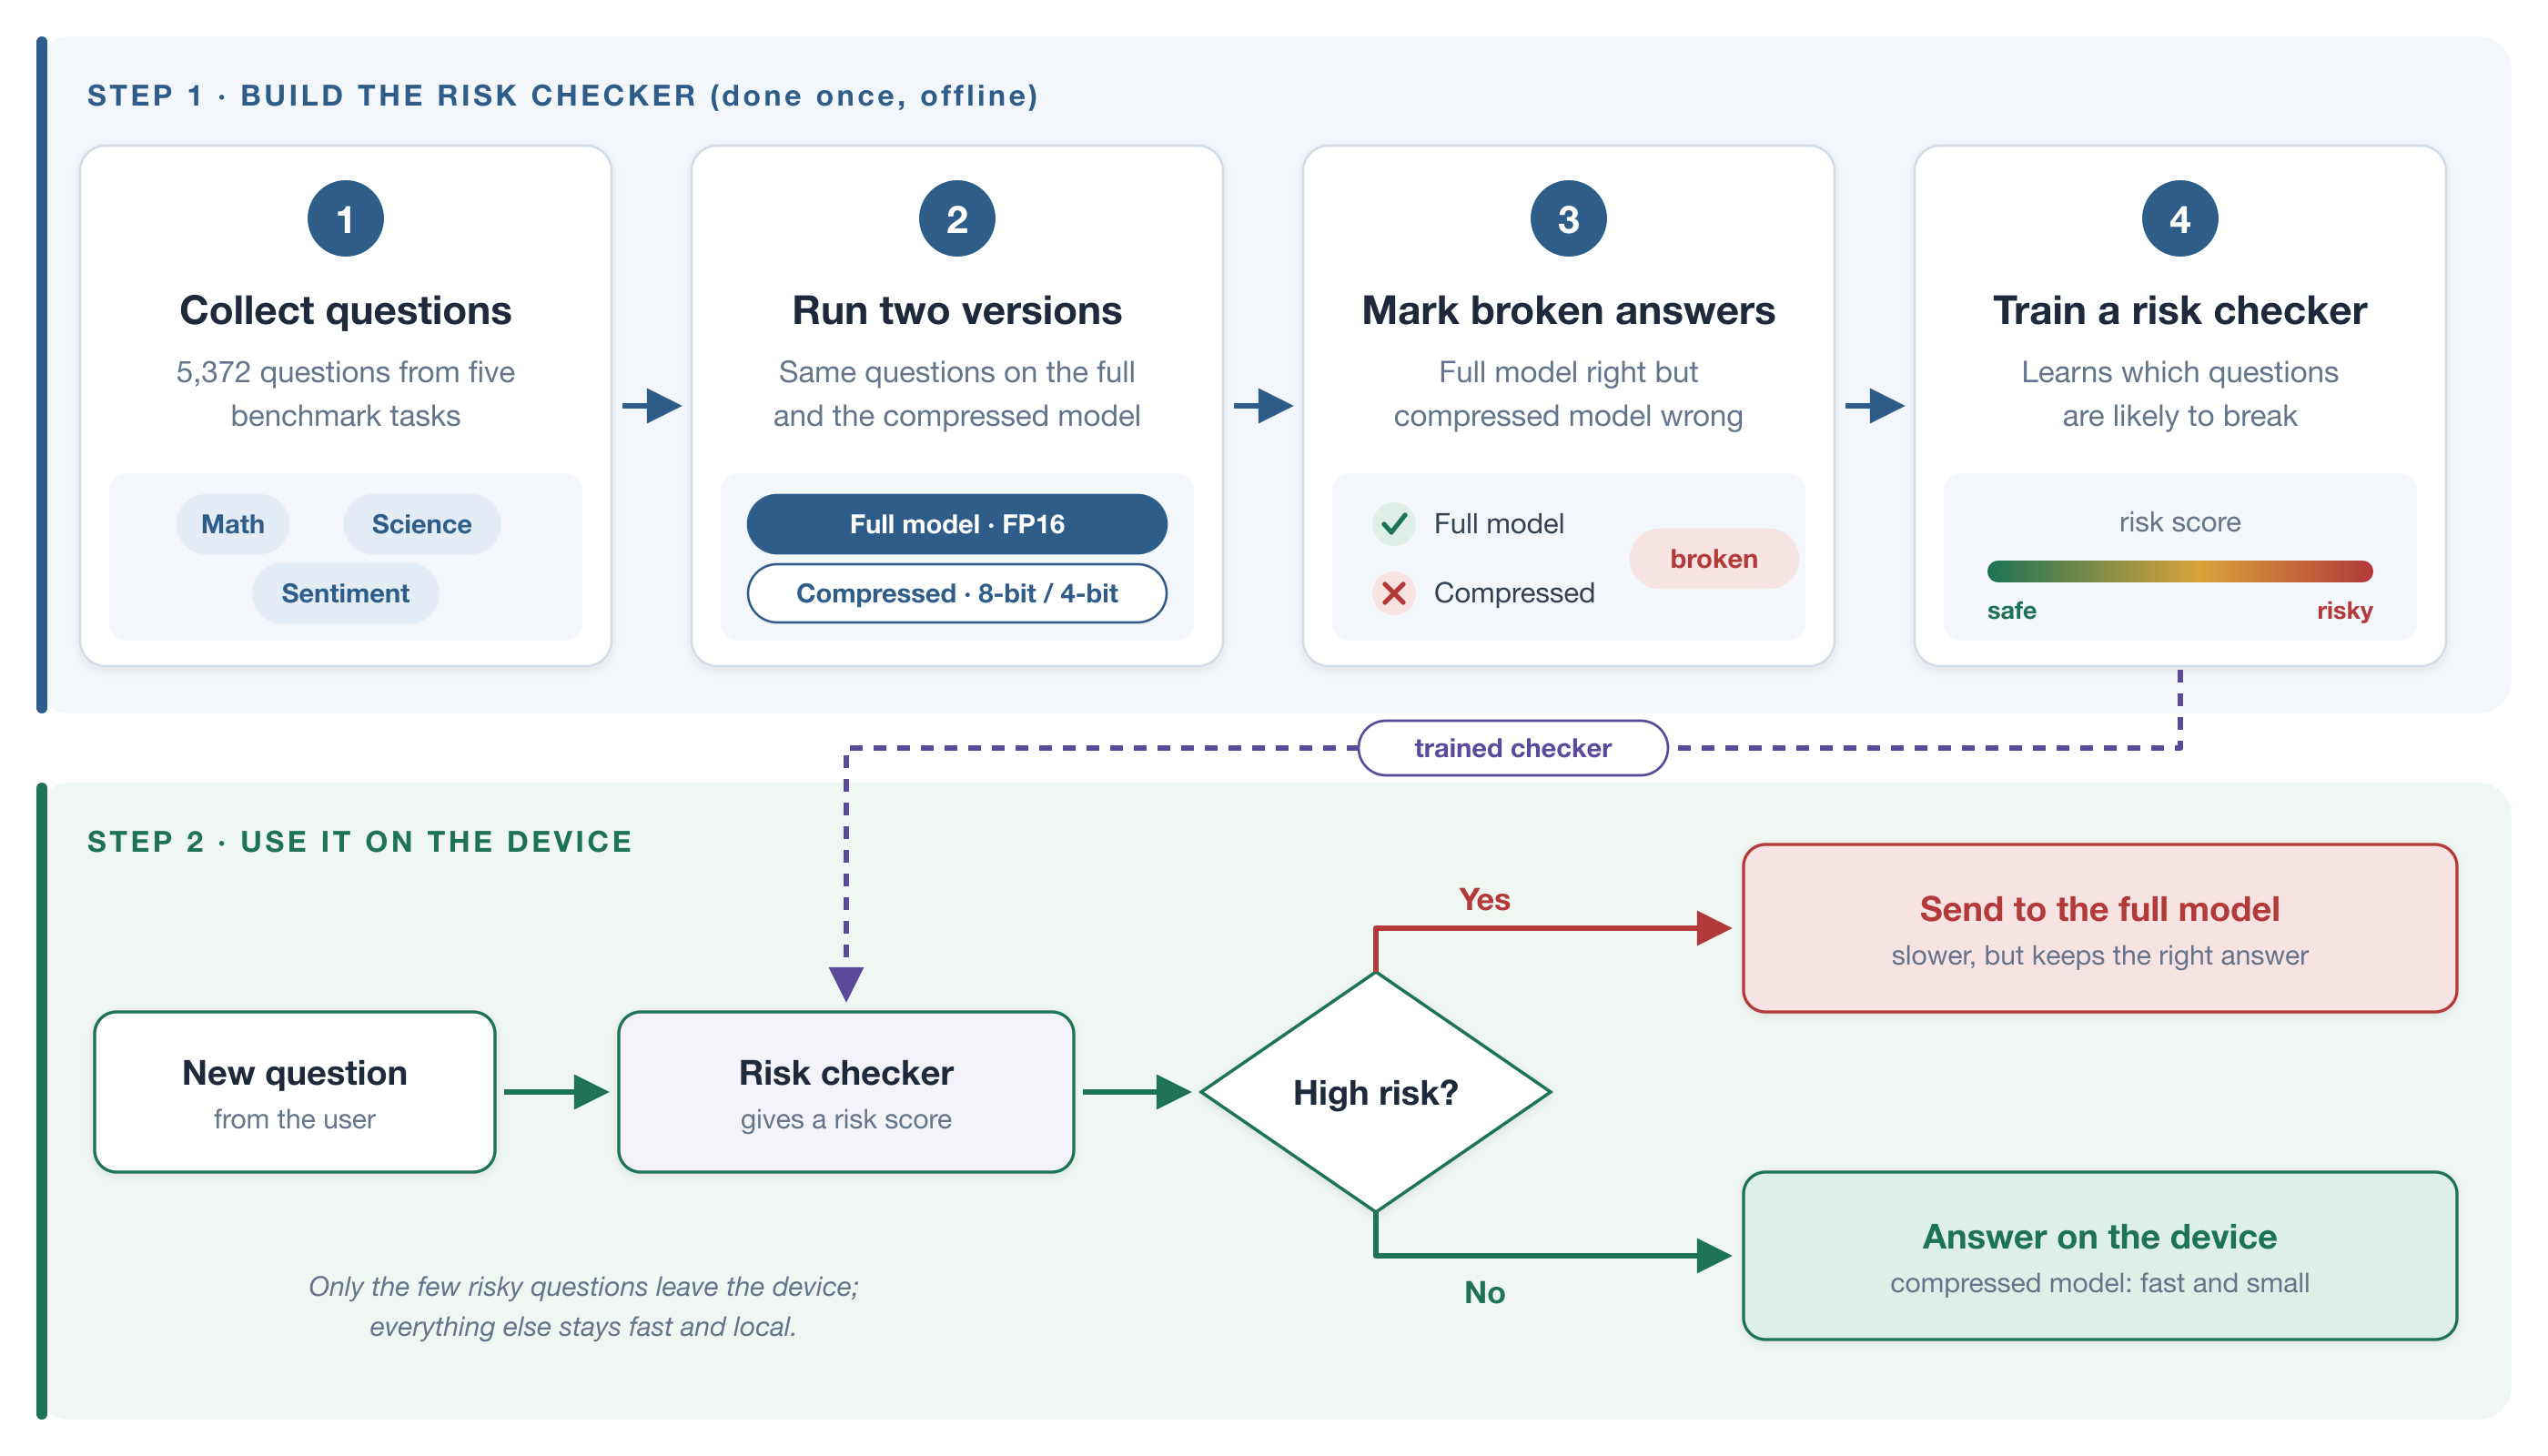 STEP 1 · BUILD THE RISK CHECKER (done once, offline)
1
Collect questions
5,372 questions from five
benchmark tasks
Math
Science
Sentiment
2
Run two versions
Same questions on the full
and the compressed model
Full model · FP16
Compressed · 8-bit / 4-bit
3
Mark broken answers
Full model right but
compressed model wrong
Full model
Compressed
broken
4
Train a risk checker
Learns which questions
are likely to break
risk score
safe
risky
trained checker
STEP 2 · USE IT ON THE DEVICE
New question
from the user
Risk checker
gives a risk score
High risk?
Yes
Send to the full model
slower, but keeps the right answer
No
Answer on the device
compressed model: fast and small
Only the few risky questions leave the device;
everything else stays fast and local.